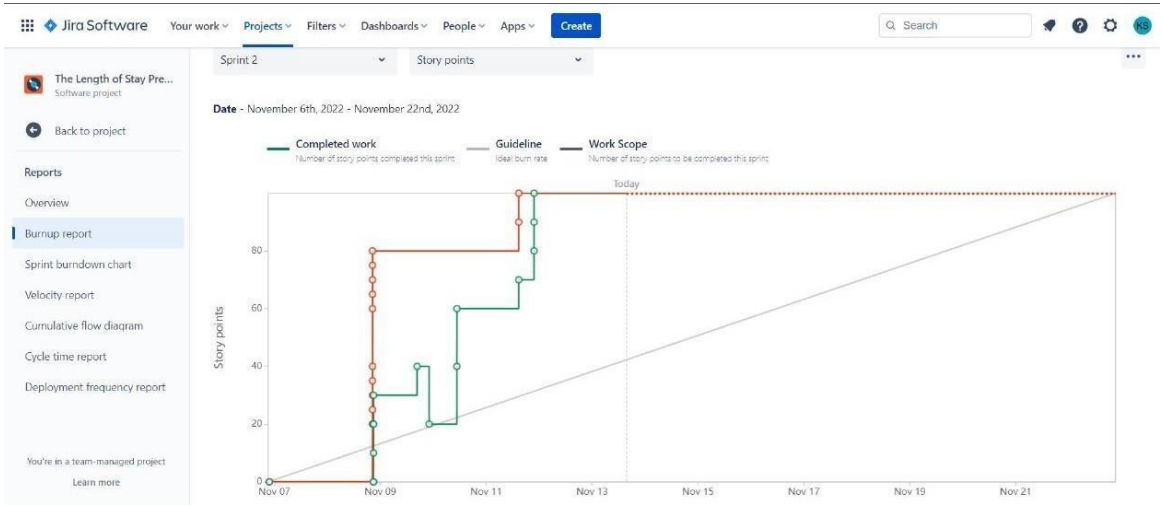 Jira Software Your work Projects Filters Dashboards People Apps Create Search KS
The Length of Stay Pre...
Software project
Back to project
Reports
Overview
Burnup report
Sprint burndown chart
Velocity report
Cumulative flow diagram
Cycle time report
Deployment frequency report
You're in a team-managed project
Learn more
Sprint 2 Story points
Date - November 6th, 2022 - November 22nd, 2022
Completed work Guideline Work Scope
Number of story points completed this sprint Ideal burn rate Number of story points to be completed this sprint
Today
80
60
40
20
0
Story points
Nov 07 Nov 09 Nov 11 Nov 13 Nov 15 Nov 17 Nov 19 Nov 21